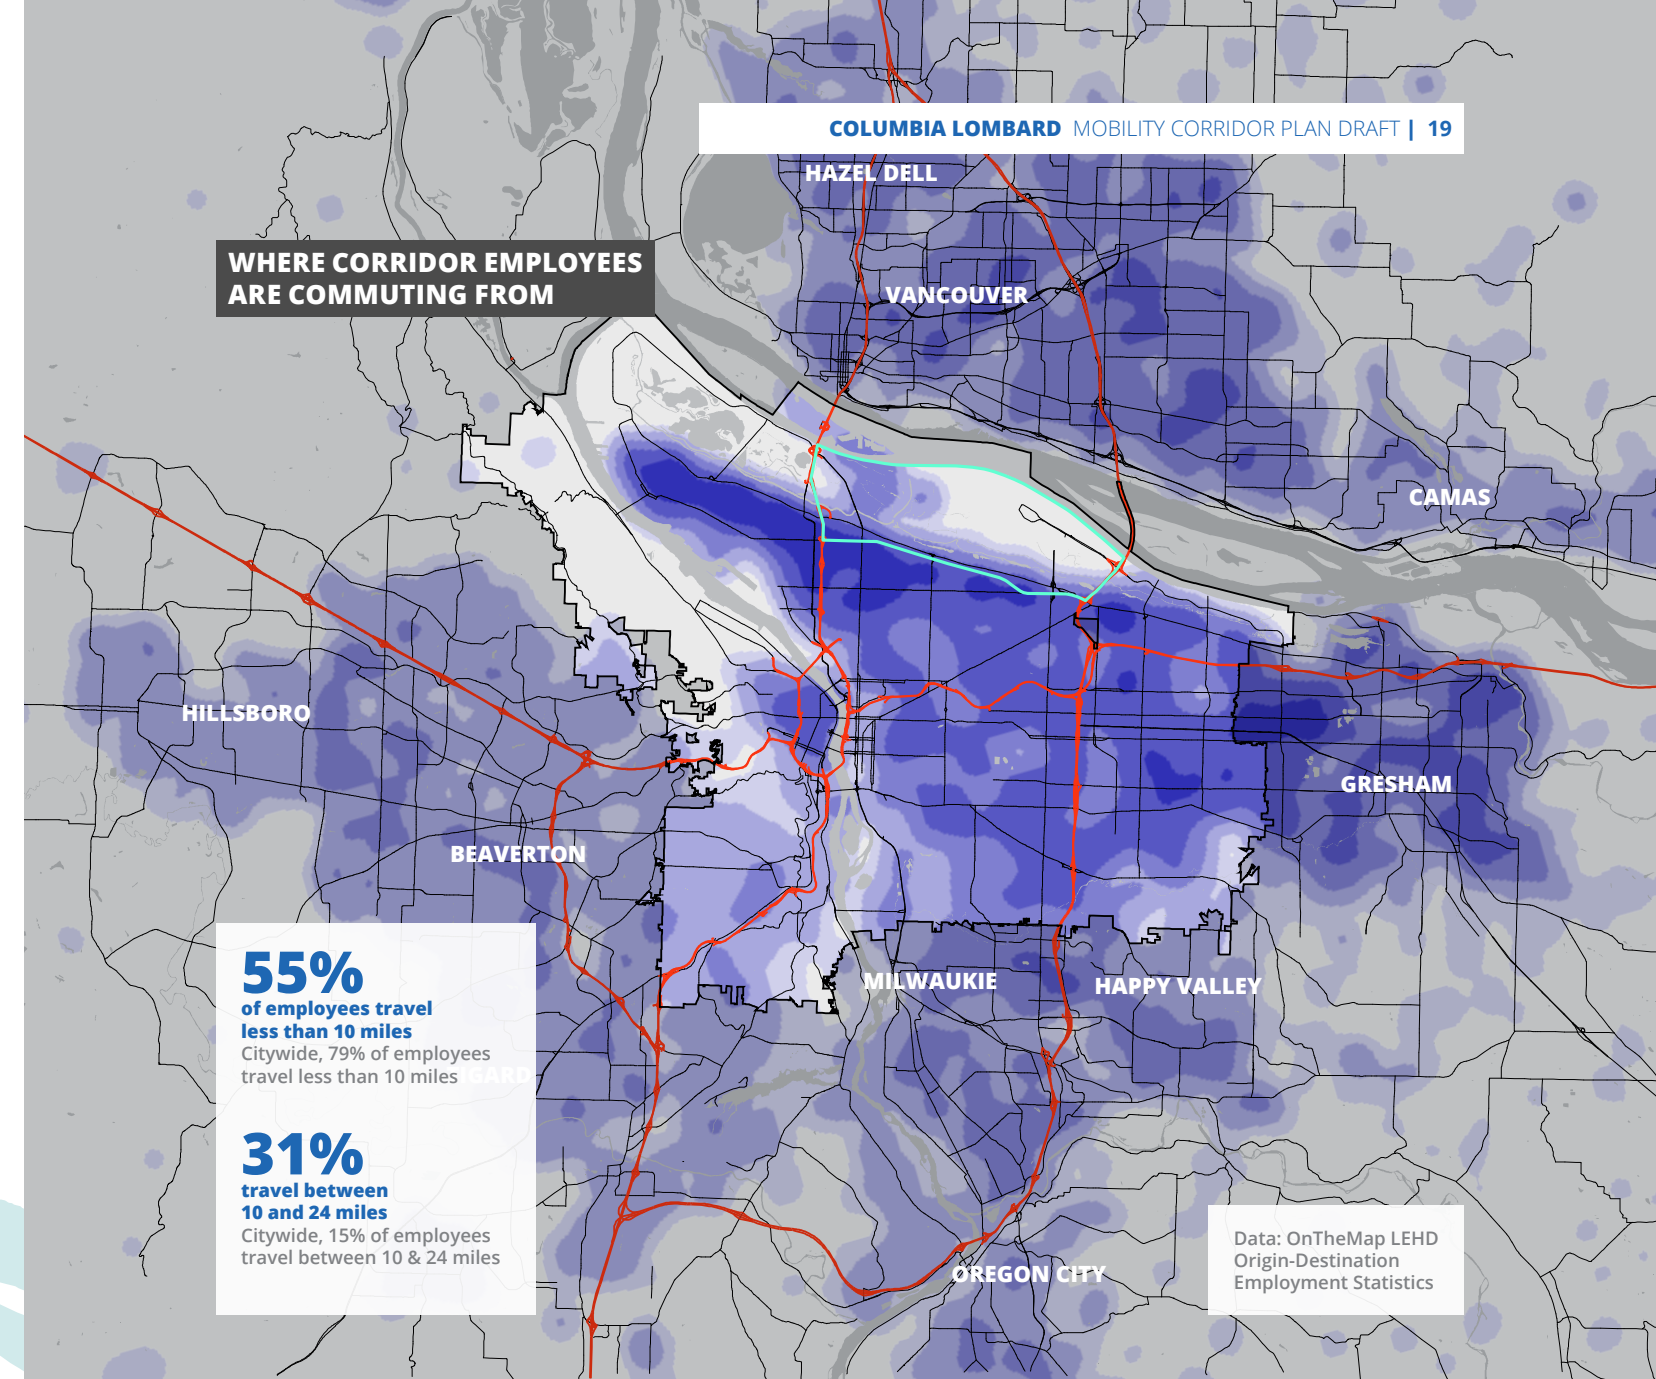 COLUMBIA LOMBARD MOBILITY CORRIDOR PLAN DRAFT | 19
HAZEL DELL
WHERE CORRIDOR EMPLOYEES
ARE COMMUTING FROM
VANCOUVER
CAMAS
HILLSBORO
GRESHAM
BEAVERTON
MILWAUKIE
HAPPY VALLEY
55%
of employees travel
less than 10 miles
Citywide, 79% of employees
travel less than 10 miles
31%
travel between
10 and 24 miles
Citywide, 15% of employees
travel between 10 & 24 miles
OREGON CITY
Data: OnTheMap LEHD
Origin-Destination
Employment Statistics